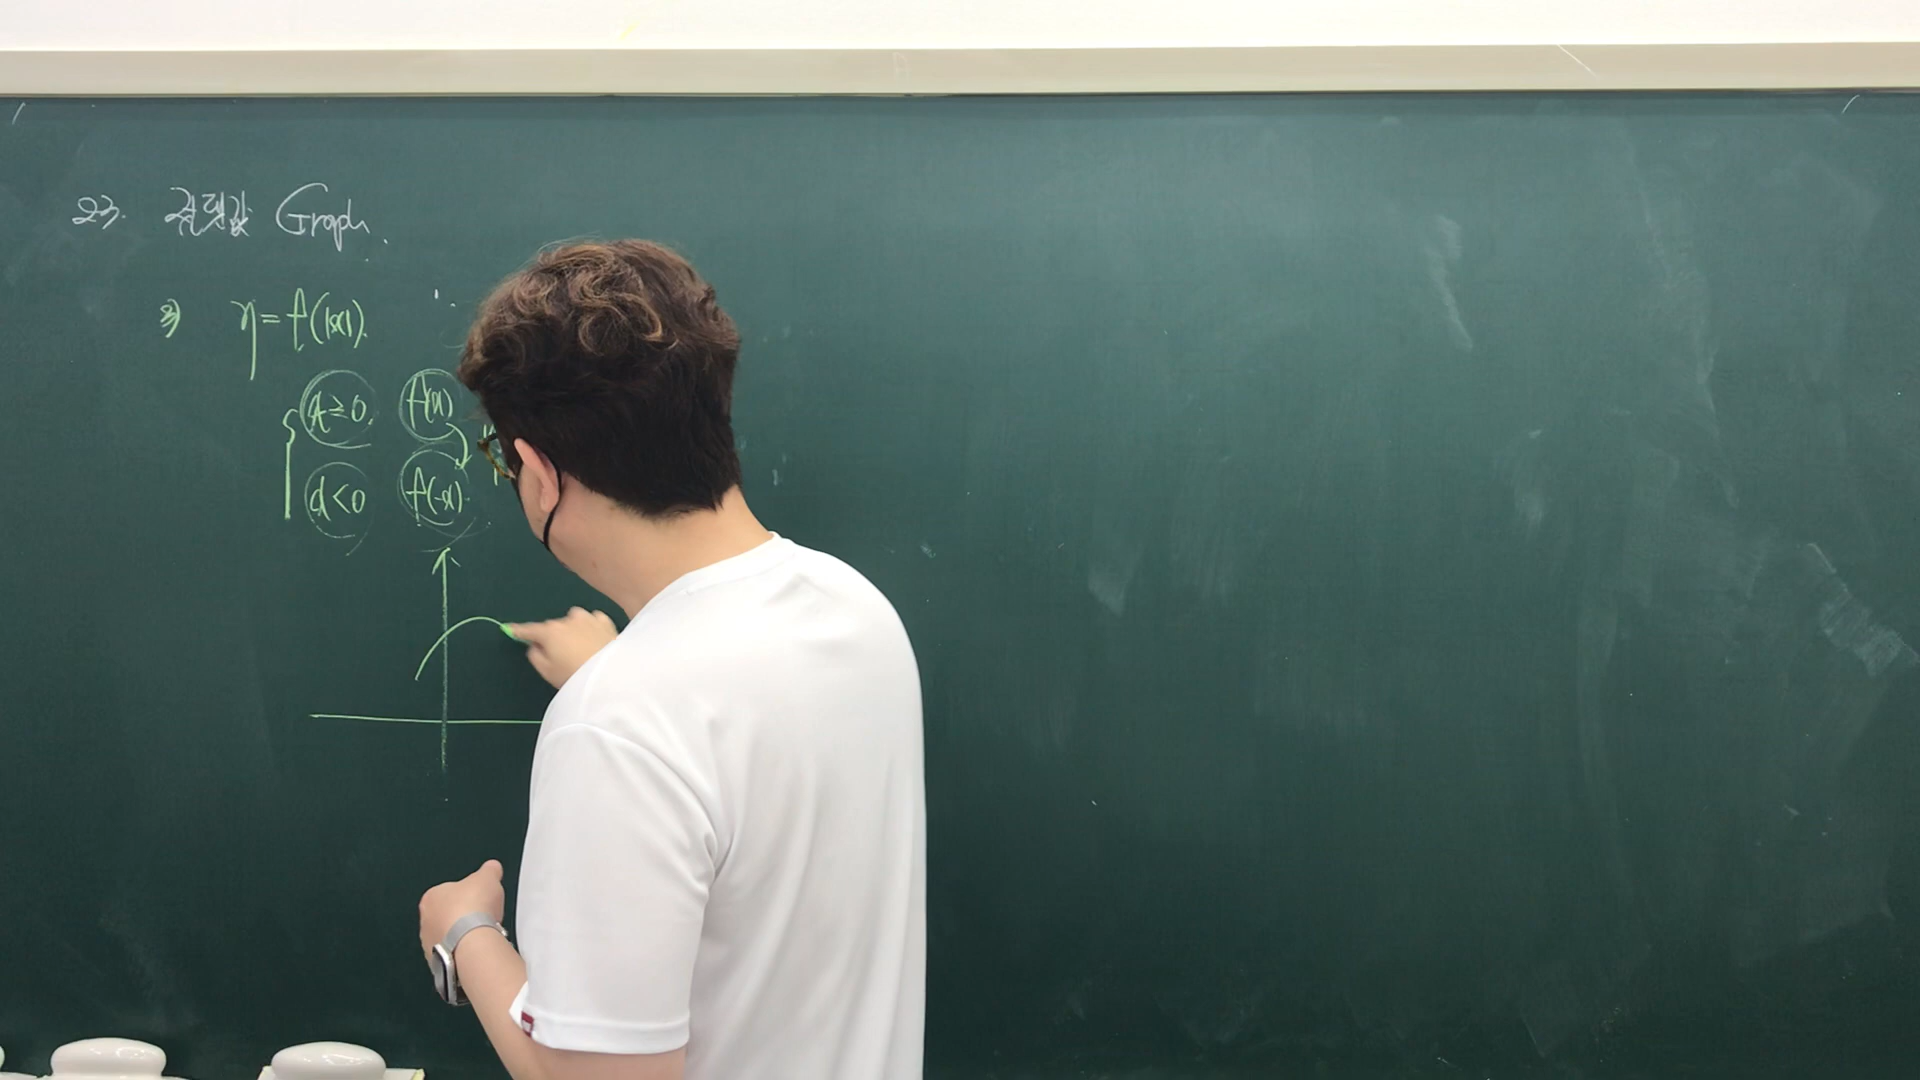 23. 절댓값 Graph.
3) y=f(|x|).
x≥0. f(x)
x<0 f(-x).